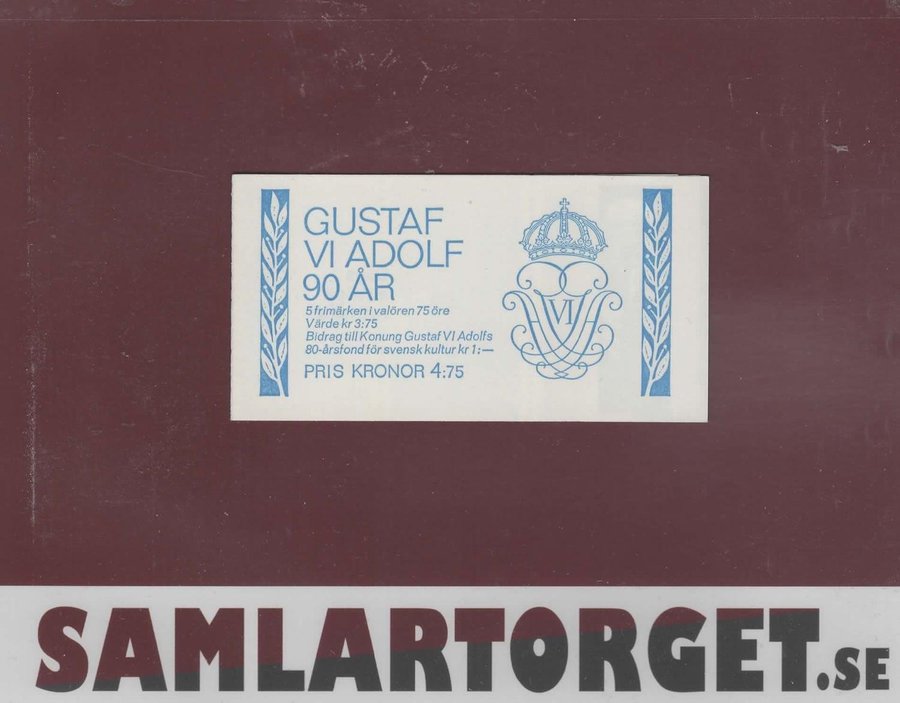 GUSTAF
VI ADOLF
90 ÅR
5 frimärken i valören 75 öre
Värde kr 3:75
Bidrag till Konung Gustaf VI Adolfs
80-årsfond för svensk kultur kr 1:—
PRIS KRONOR 4:75
VI
SAMLARTORGET.SE